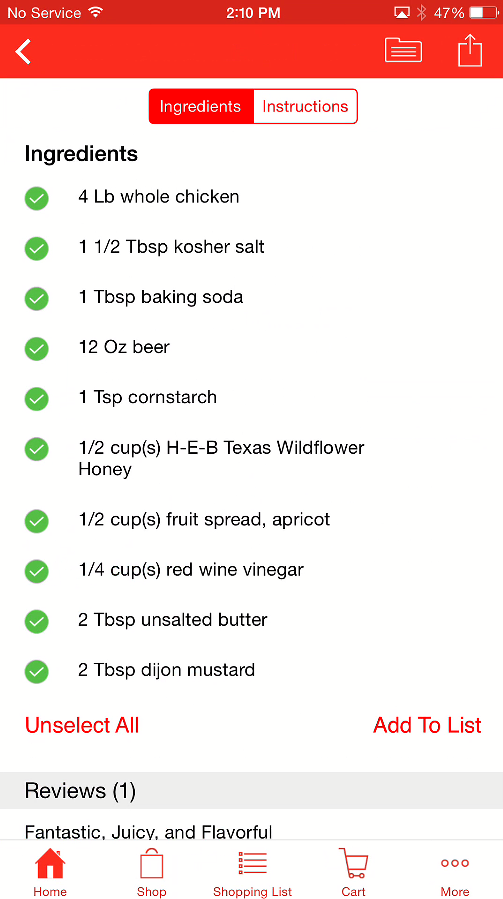 No Service 2:10 PM 47%
Ingredients Instructions
Ingredients
4 Lb whole chicken
1 1/2 Tbsp kosher salt
1 Tbsp baking soda
12 Oz beer
1 Tsp cornstarch
1/2 cup(s) H-E-B Texas Wildflower
Honey
1/2 cup(s) fruit spread, apricot
1/4 cup(s) red wine vinegar
2 Tbsp unsalted butter
2 Tbsp dijon mustard
Unselect All Add To List
Reviews (1)
Fantastic, Juicy, and Flavorful
Home Shop Shopping List Cart More